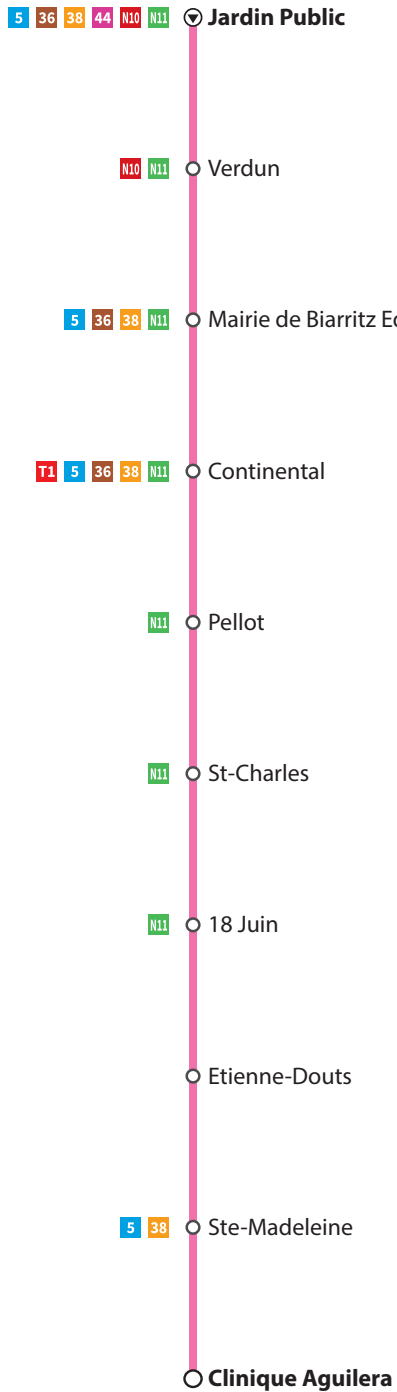 5 36 38 44 N10 N11 Jardin Public
N10 N11 Verdun
5 36 38 N11 Mairie de Biarritz
T1 5 36 38 N11 Continental
N11 Pellot
N11 St-Charles
N11 18 Juin
Etienne-Douts
5 38 Ste-Madeleine
Clinique Aguilera